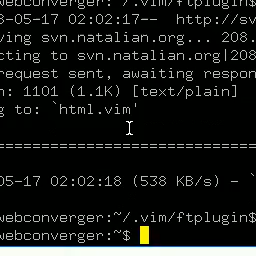 webconverger:~/.vim/ftplugin$
8-05-17 02:02:17-- http://sv
ving svn.natalian.org... 208.
cting to svn.natalian.org|208
request sent, awaiting respon
h: 1101 (1.1K) [text/plain]
g to: `html.vim'
=============================
05-17 02:02:18 (538 KB/s) - `
webconverger:~/.vim/ftplugin$
webconverger:~$